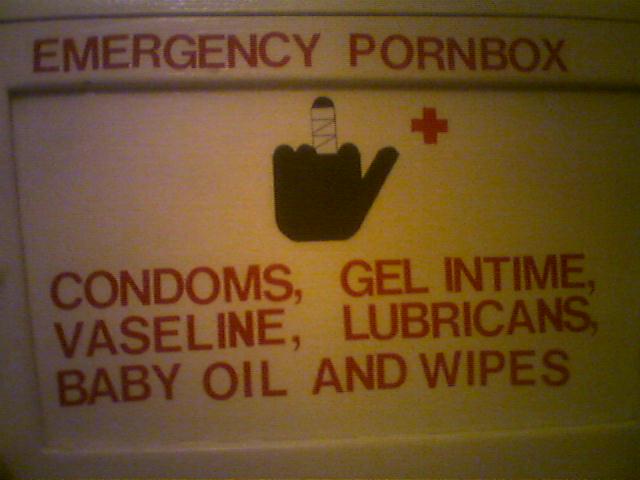 EMERGENCY PORNBOX
CONDOMS, GEL INTIME,
VASELINE, LUBRICANS,
BABY OIL AND WIPES